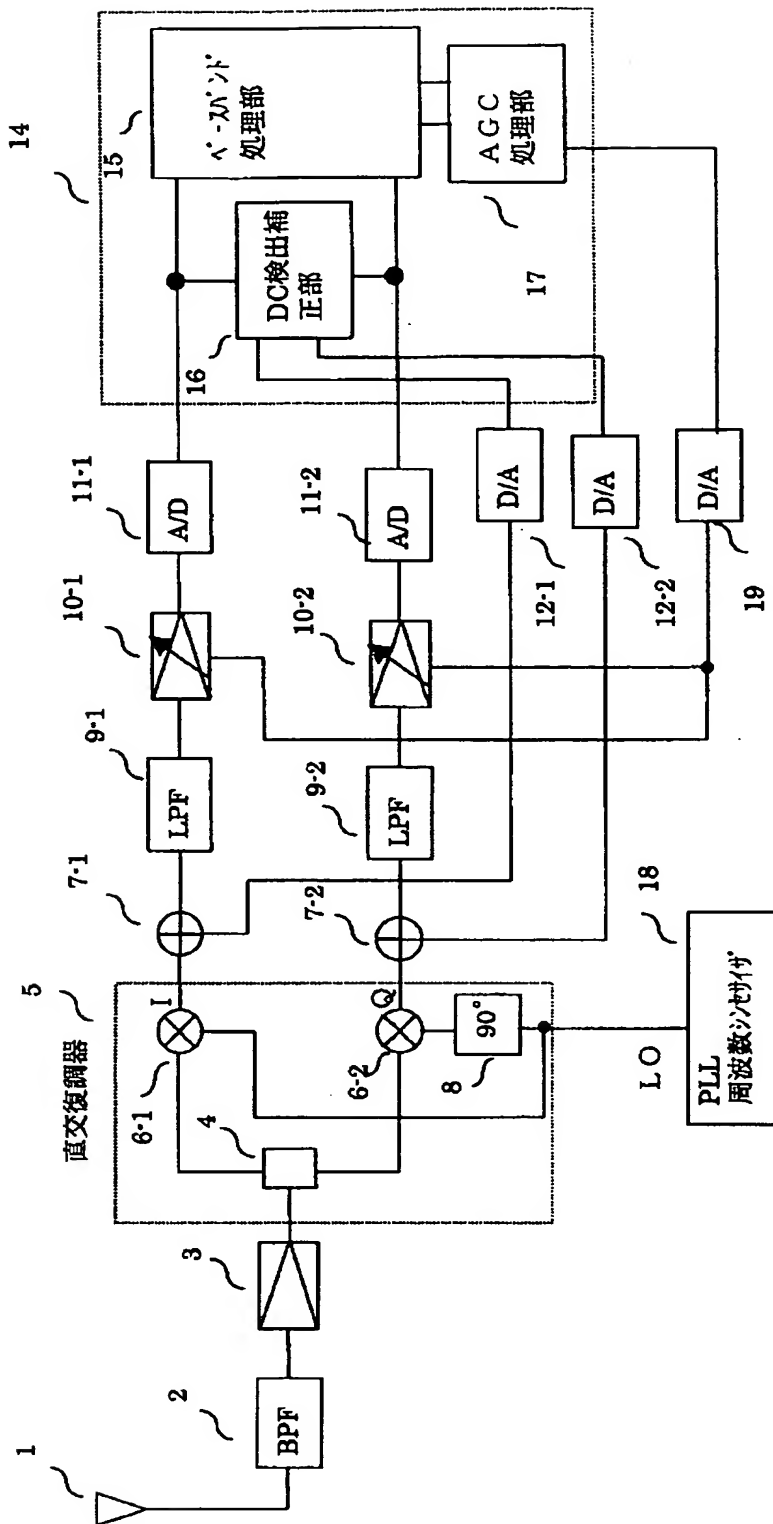 1
2
BPF
3
直交復調器
5
4
6-1
I
6-2
Q
90°
8
LO
PLL
周波数シンセサイザ
18
7-1
7-2
9-1
LPF
9-2
LPF
10-1
10-2
11-1
A/D
11-2
A/D
D/A
12-1
D/A
12-2
D/A
19
14
15
ベースバンド
処理部
16
DC検出補
正部
AGC
処理部
17